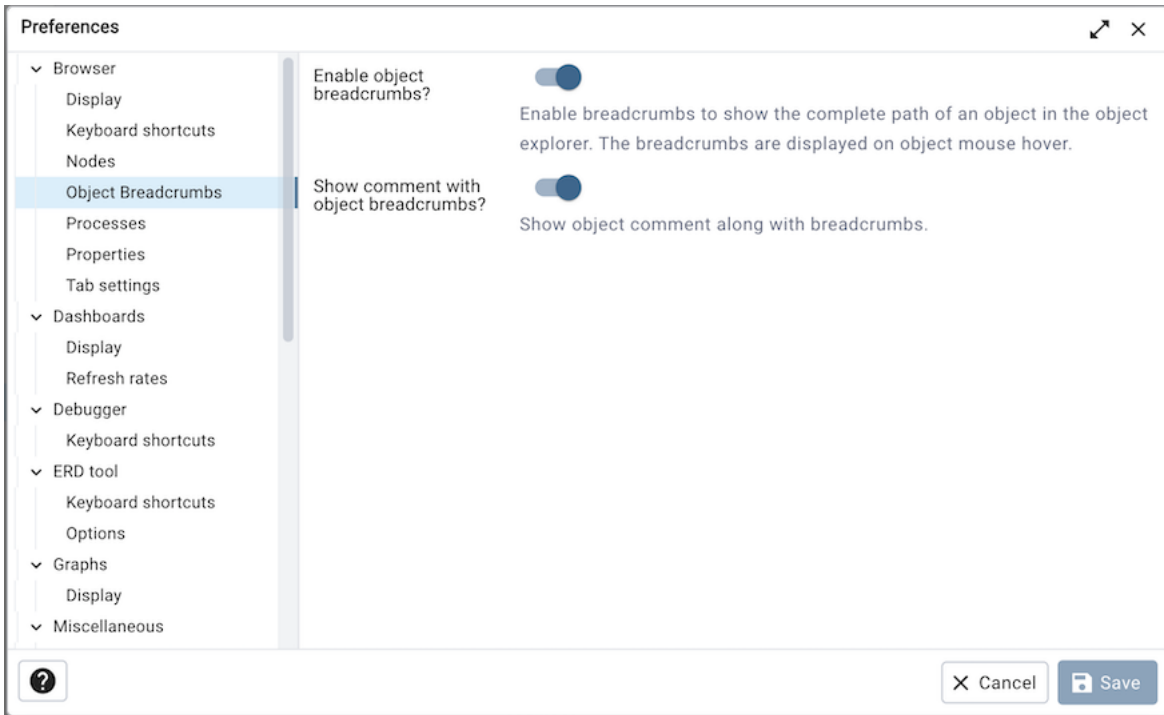 Preferences
Browser
Display
Keyboard shortcuts
Nodes
Object Breadcrumbs
Processes
Properties
Tab settings
Dashboards
Display
Refresh rates
Debugger
Keyboard shortcuts
ERD tool
Keyboard shortcuts
Options
Graphs
Display
Miscellaneous
Enable object
breadcrumbs?
Enable breadcrumbs to show the complete path of an object in the object
explorer. The breadcrumbs are displayed on object mouse hover.
Show comment with
object breadcrumbs?
Show object comment along with breadcrumbs.
Cancel
Save